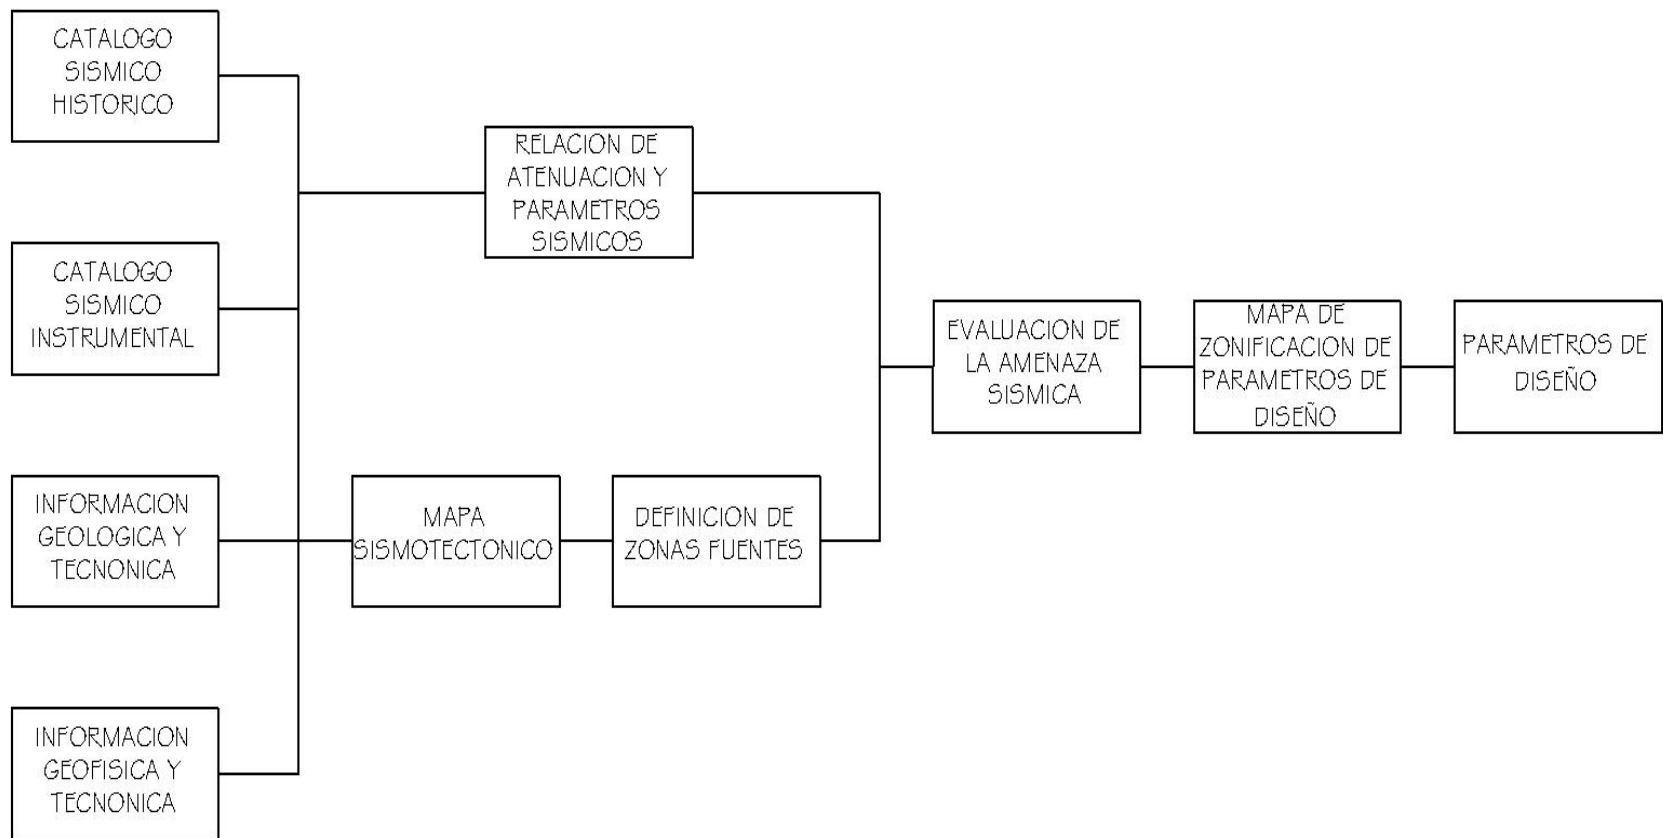 CATALOGO
SISMICO
HISTORICO
CATALOGO
SISMICO
INSTRUMENTAL
INFORMACION
GEOLOGICA Y
TECNONICA
INFORMACION
GEOFISICA Y
TECNONICA
RELACION DE
ATENUACION Y
PARAMETROS
SISMICOS
MAPA
SISMOTECTONICO
DEFINICION DE
ZONAS FUENTES
EVALUACION DE
LA AMENAZA
SISMICA
MAPA DE
ZONIFICACION DE
PARAMETROS DE
DISEÑO
PARAMETROS DE
DISEÑO